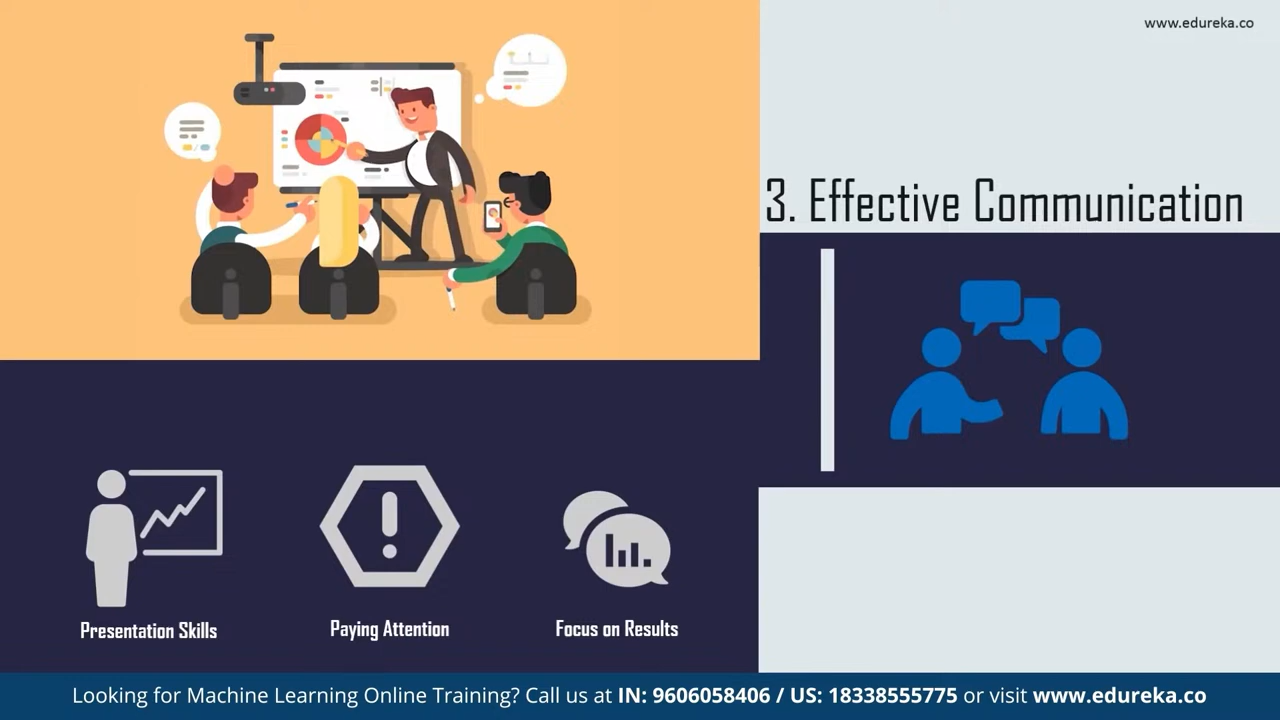 www.edureka.co
3. Effective Communication
Presentation Skills
Paying Attention
Focus on Results
Looking for Machine Learning Online Training? Call us at IN: 9606058406 / US: 18338555775 or visit www.edureka.co